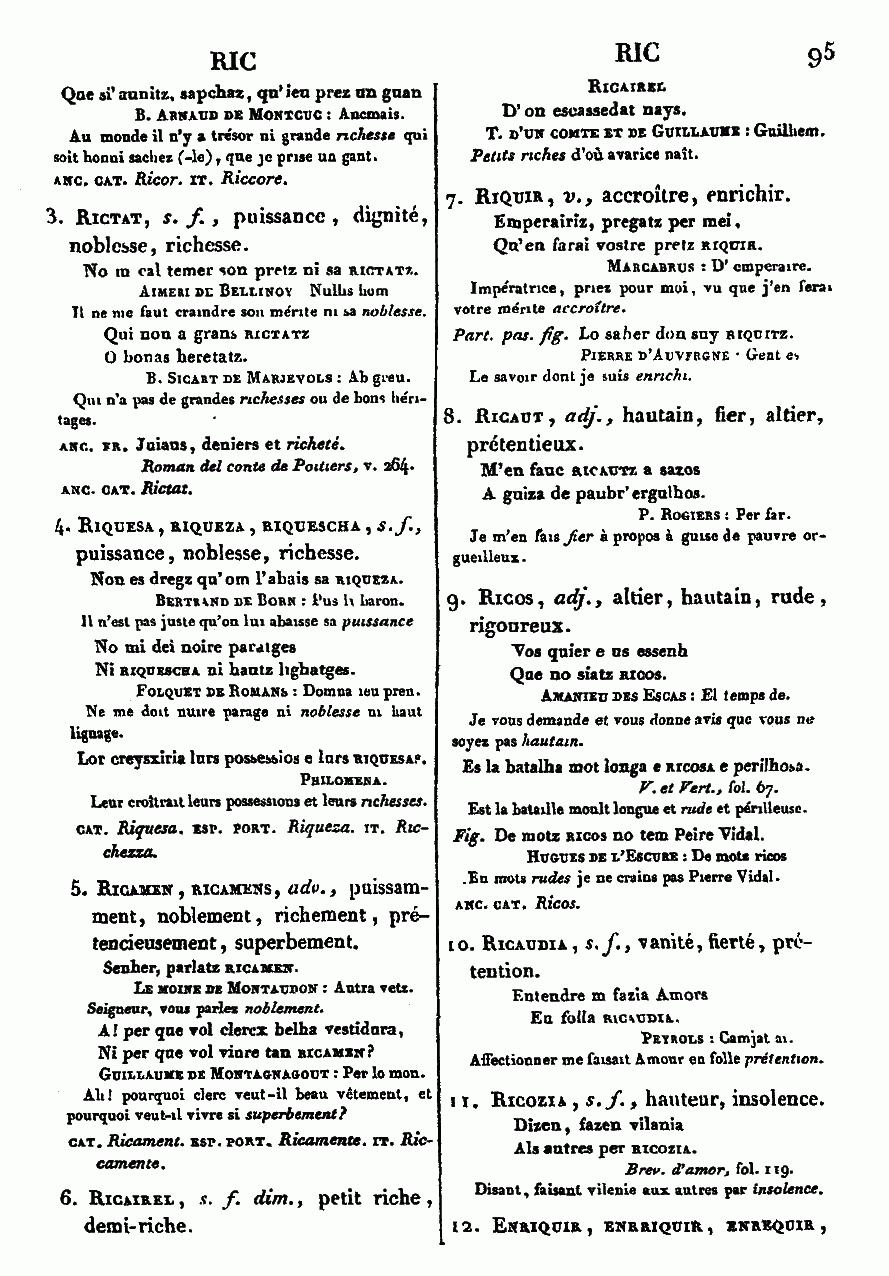 RIC
Que si' aunitz, sapchaz, qu'ieu prez un guan
B. ARNAUD DE MONTCUC : Ancmais.
Au monde il n'y a trésor ni grande richesse qui
soit honni sachez (-le), que je prise un gant.
ANC. CAT. Ricor. IT. Riccore.
3. RICTAT, s. f., puissance, dignité,
noblesse, richesse.
No m cal temer son pretz ni sa RICTATZ.
AIMERI DE BELLINOY Nulhs hom
Il ne me faut craindre son mérite ni sa noblesse.
Qui non a grans RICTATZ
O bonas heretatz.
B. SICART DE MARJEVOLS : Ab greu.
Qui n'a pas de grandes richesses ou de bons héri-
tages.
ANC. FR. Joiaus, deniers et richeté.
Roman del conte de Poitiers, v. 264.
ANC. CAT. Rictat.
4. RIQUESA, RIQUEZA, RIQUESCHA, s. f.,
puissance, noblesse, richesse.
Non es dregz qu'om l'abais sa RIQUEZA.
BERTRAND DE BORN : Pus li baron.
Il n'est pas juste qu'on lui abaisse sa puissance
No mi dei noire paratges
Ni RIQUESCHA ni hautz lighatges.
FOLQUET DE ROMANS : Domna ieu pren.
Ne me doit nuire parage ni noblesse ni haut
lignage.
Lor creysxiria lurs possessios e lurs RIQUESAS.
PHILOMENA.
Leur croîtrait leurs possessions et leurs richesses.
CAT. Riquesa. ESP. PORT. Riqueza. IT. Ric-
chezza.
5. RICAMEN, RICAMENS, adv., puissam-
ment, noblement, richement, pré-
tencieusement, superbement.
Senher, parlatz RICAMEN.
LE MOINE DE MONTAUDON : Autra vetz.
Seigneur, vous parlez noblement.
A! per que vol clercx belha vestidura,
Ni per que vol viure tan RICAMEN?
GUILLAUME DE MONTAGNAGOUT : Per lo mon.
Ah! pourquoi clerc veut-il beau vêtement, et
pourquoi veut-il vivre si superbement?
CAT. Ricament. ESP. PORT. Ricamente. IT. Ric-
camente.
6. RICAIREL, s. f. dim., petit riche,
demi-riche.
RIC 95
RICAIREL
D'on escassedat nays.
T. D'UN COMTE ET DE GUILLAUME : Guilhem.
Petits riches d'où avarice naît.
7. RIQUIR, v., accroître, enrichir.
Emperairiz, pregatz per mei,
Qu'en farai vostre pretz RIQUIR.
MARCABRUS : D' emperaire.
Impératrice, priez pour moi, vu que j'en ferai
votre mérite accroître.
Part. pas. fig. Lo saber don suy RIQUITZ.
PIERRE D'AUVERGNE · Gent es
Le savoir dont je suis enrichi.
8. RICAUT, adj., hautain, fier, altier,
prétentieux.
M'en fauc RICAUTZ a sazos
A guiza de paubr'ergulhos.
P. ROGIERS : Per far.
Je m'en fais fier à propos à guise de pauvre or-
gueilleux.
9. RICOS, adj., altier, hautain, rude,
rigoureux.
Vos quier e us essenh
Que no siatz RICOS.
AMANIEU DES ESCAS : El temps de.
Je vous demande et vous donne avis que vous ne
soyez pas hautain.
Es la batalha mot longa e RICOSA e perilhosa.
V. et Vert., fol. 67.
Est la bataille moult longue et rude et périlleuse.
Fig. De motz RICOS no tem Peire Vidal.
HUGUES DE L'ESCURE : De mots ricos
.En mots rudes je ne crains pas Pierre Vidal.
ANC. CAT. Ricos.
10. RICAUDIA, s. f., vanité, fierté, pré-
tention.
Entendre m fazia Amors
En folla RICAUDIA.
PEYROLS : Camjat ai.
Affectionner me faisait Amour en folle prétention.
11. RICOZIA, s. f., hauteur, insolence.
Dizen, fazen vilania
Als autres per RICOZIA.
Brev. d'amor, fol. 119.
Disant, faisant vilenie aux autres par insolence.
12. ENRIQUIR, ENRRIQUIR, ENREQUIR,